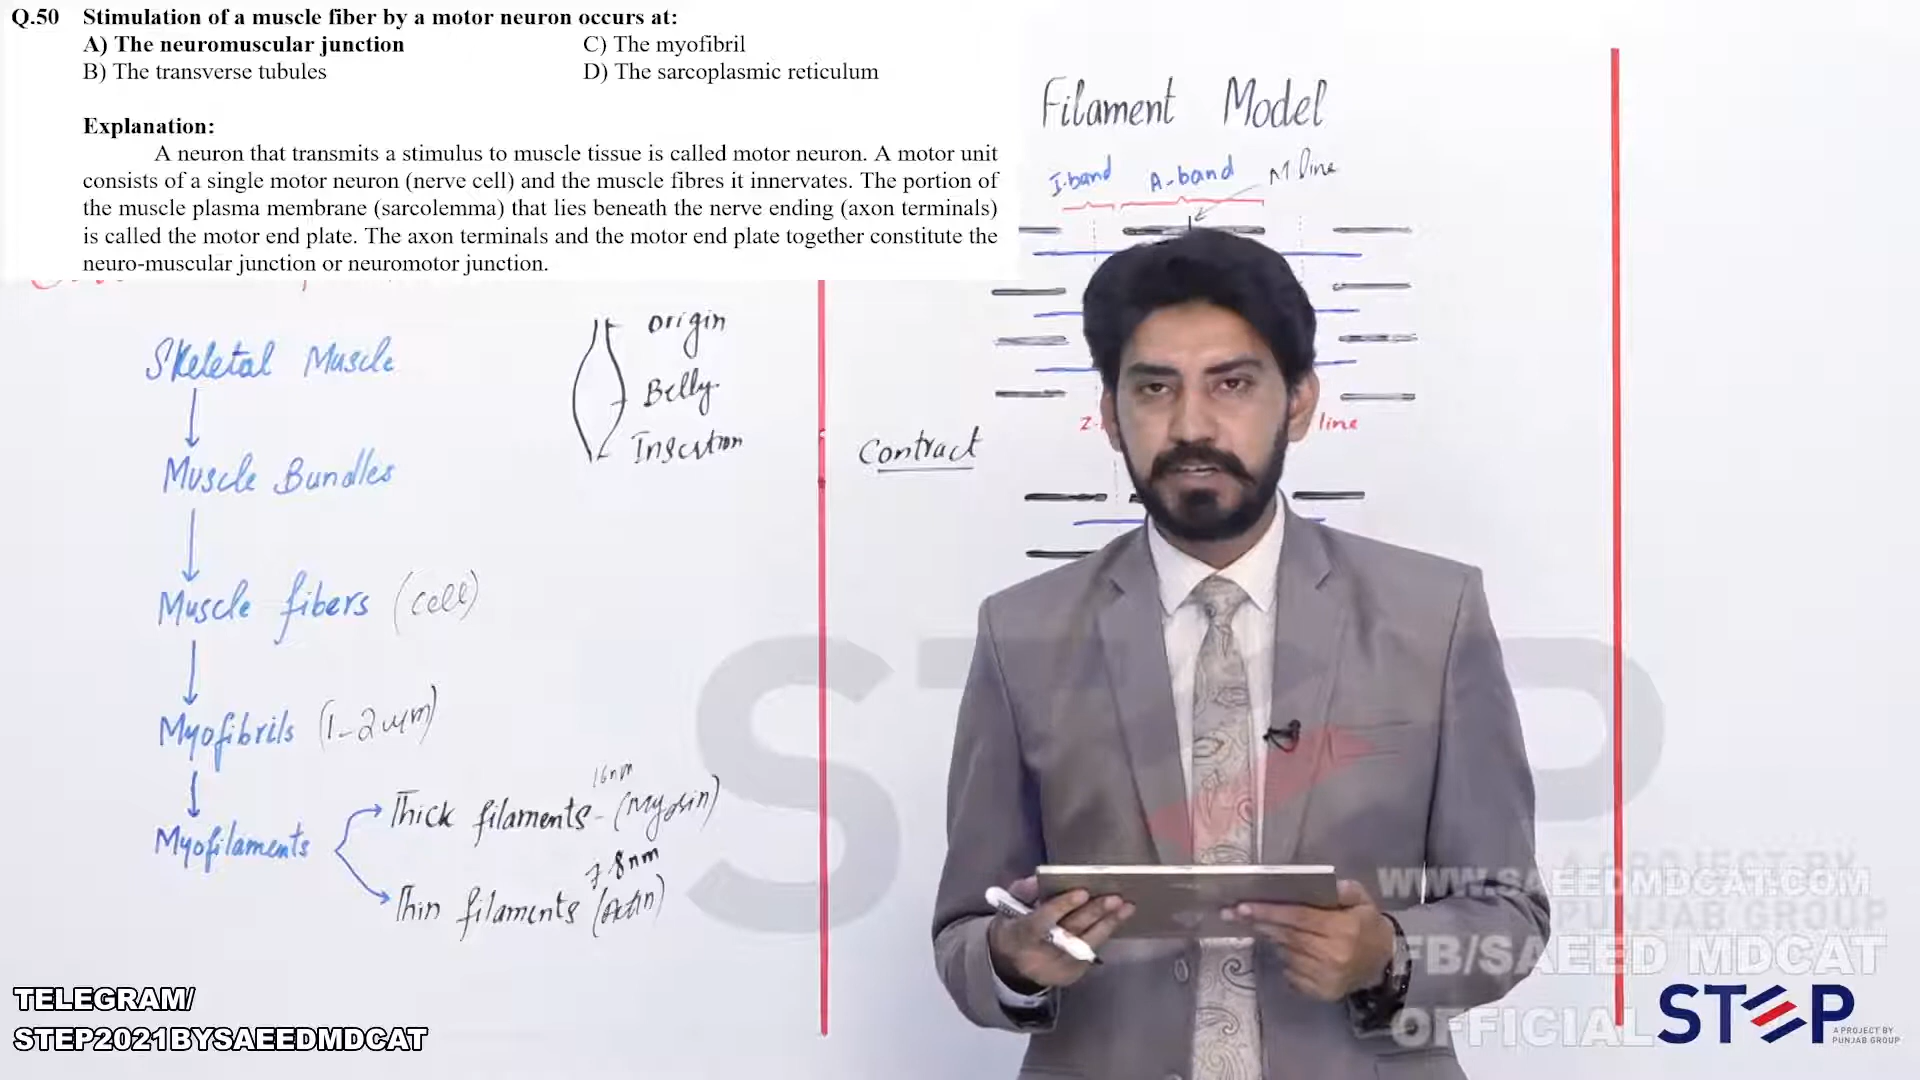 Q.50 Stimulation of a muscle fiber by a motor neuron occurs at:
A) The neuromuscular junction C) The myofibril
B) The transverse tubules D) The sarcoplasmic reticulum
Explanation:
A neuron that transmits a stimulus to muscle tissue is called motor neuron. A motor unit
consists of a single motor neuron (nerve cell) and the muscle fibres it innervates. The portion of
the muscle plasma membrane (sarcolemma) that lies beneath the nerve ending (axon terminals)
is called the motor end plate. The axon terminals and the motor end plate together constitute the
neuro-muscular junction or neuromotor junction.
Filament Model
I-band A-band M line
Skeletal Muscle
Muscle Bundles
Muscle fibers (cell)
Myofibrils (1-2 um)
Myofilaments
16nm
Thick filaments - (Myosin)
8nm
Thin filaments (Actin)
origin
Belly
Insertion
Z- line
Contract
STEP
WWW.SAEEDMDCAT.COM
A PROJECT BY
PUNJAB GROUP
FB/SAEED MDCAT
OFFICIAL
TELEGRAM/
STEP2021BYSAEEDMDCAT
STEP
A PROJECT BY
PUNJAB GROUP